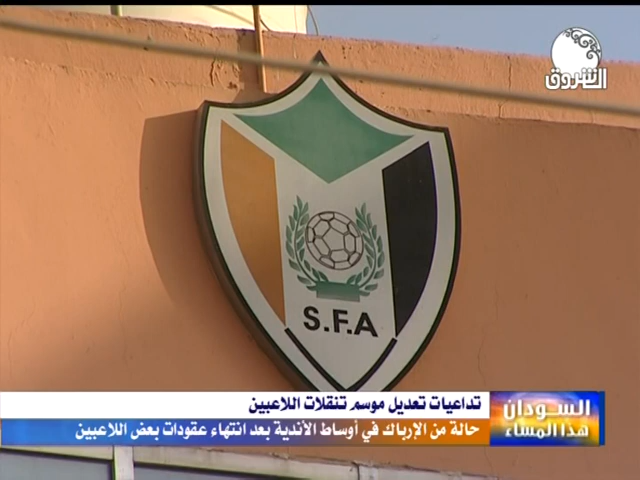 الشروق
S.F.A
تداعيات تعديل موسم تنقلات اللاعبين
حالة من الإرباك في أوساط الأندية بعد انتهاء عقودات بعض اللاعبين
السودان
هذا المساء